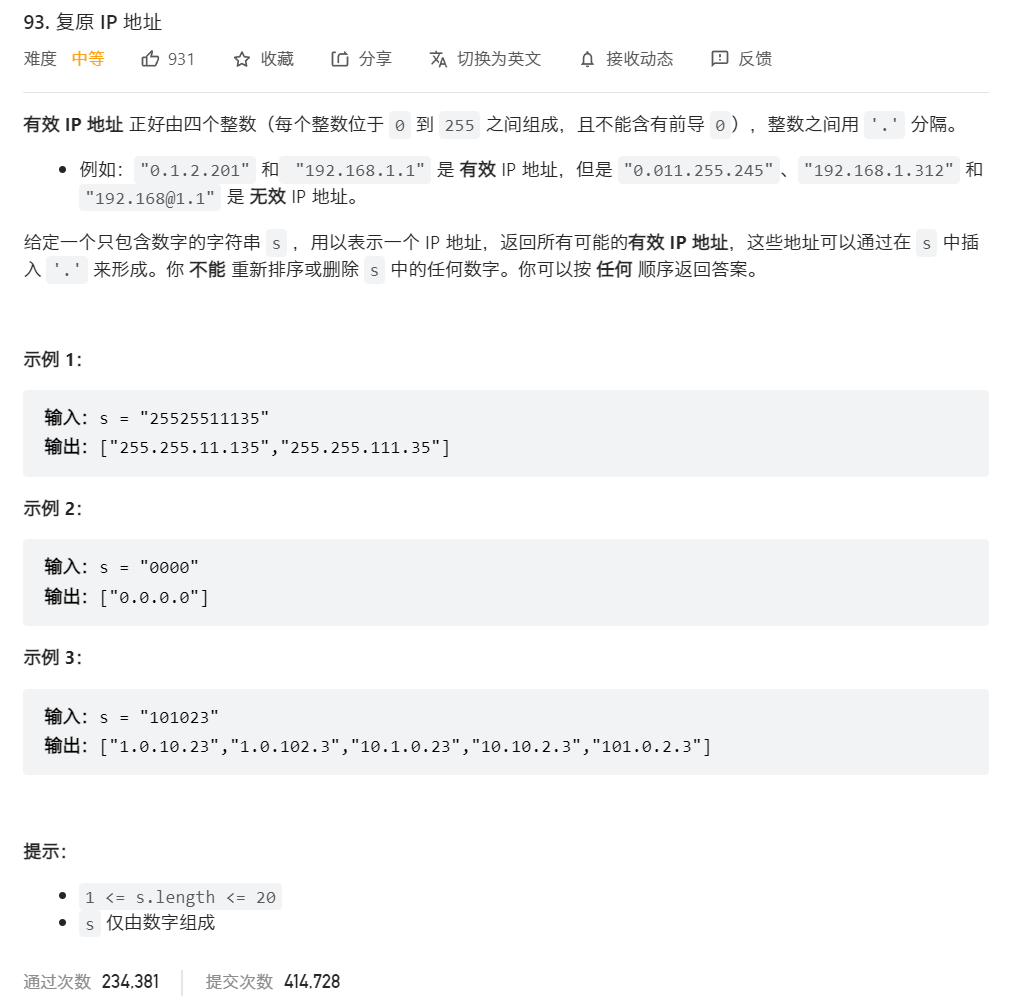 93. 复原 IP 地址
难度 中等 931 收藏 分享 切换为英文 接收动态 反馈
有效 IP 地址 正好由四个整数（每个整数位于 0 到 255 之间组成，且不能含有前导 0），整数之间用 '.' 分隔。
例如："0.1.2.201" 和 "192.168.1.1" 是 有效 IP 地址，但是 "0.011.255.245"、"192.168.1.312" 和
"192.168@1.1" 是 无效 IP 地址。
给定一个只包含数字的字符串 s ，用以表示一个 IP 地址，返回所有可能的有效 IP 地址，这些地址可以通过在 s 中插
入 '.' 来形成。你 不能 重新排序或删除 s 中的任何数字。你可以按 任何 顺序返回答案。
示例 1：
输入：s = "25525511135"
输出：["255.255.11.135","255.255.111.35"]
示例 2：
输入：s = "0000"
输出：["0.0.0.0"]
示例 3：
输入：s = "101023"
输出：["1.0.10.23","1.0.102.3","10.1.0.23","10.10.2.3","101.0.2.3"]
提示：
1 <= s.length <= 20
s 仅由数字组成
通过次数 234,381 提交次数 414,728